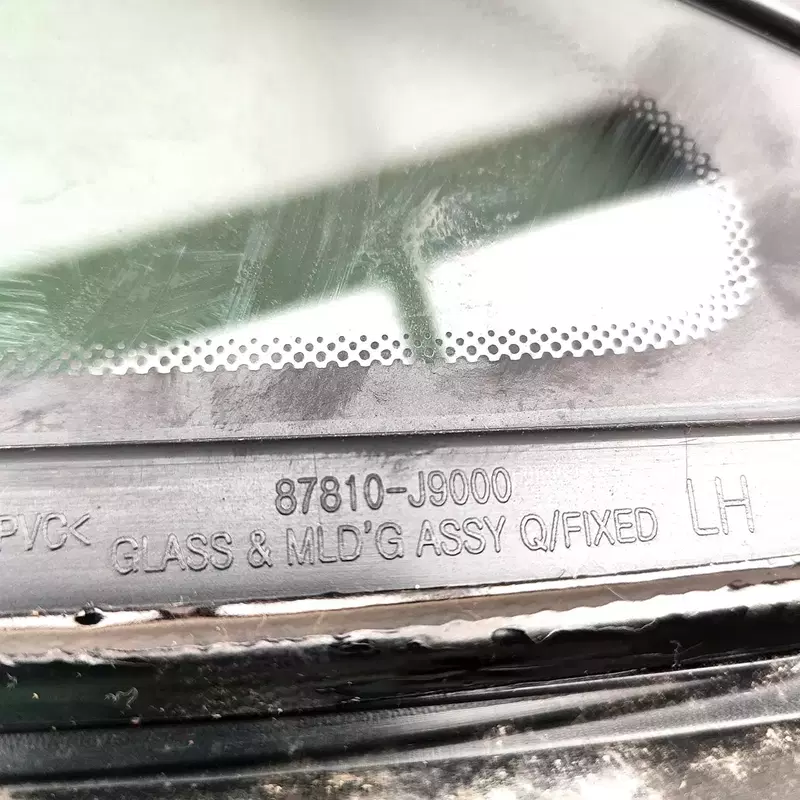 87810-J9000
PVC< GLASS & MLD'G ASSY Q/FIXED LH